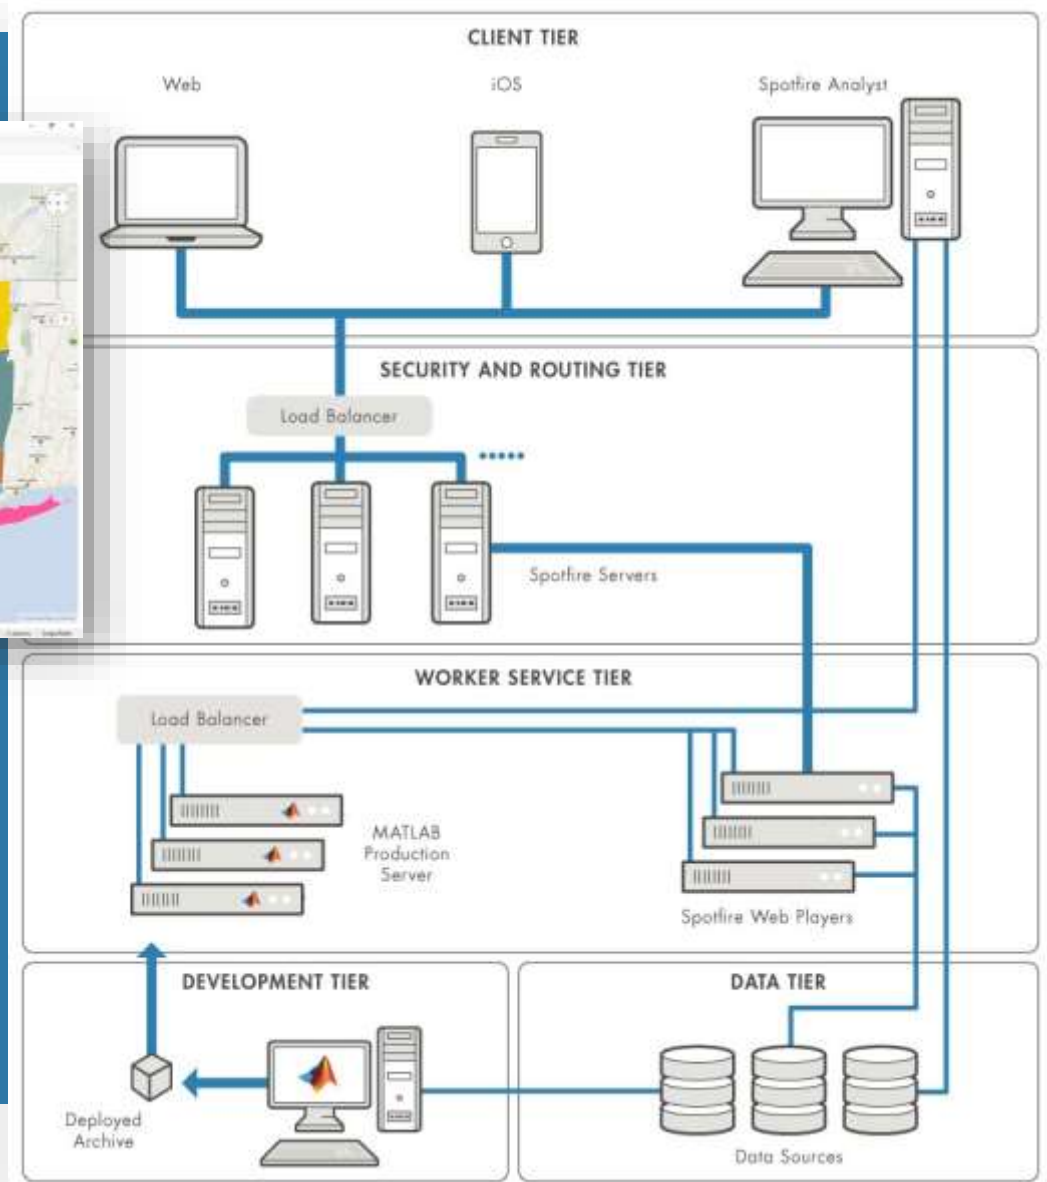 CLIENT TIER
Web
iOS
Spotfire Analyst
SECURITY AND ROUTING TIER
Load Balancer
Spotfire Servers
WORKER SERVICE TIER
Load Balancer
MATLAB
Production
Server
Spotfire Web Players
DEVELOPMENT TIER
Deployed
Archive
DATA TIER
Data Sources